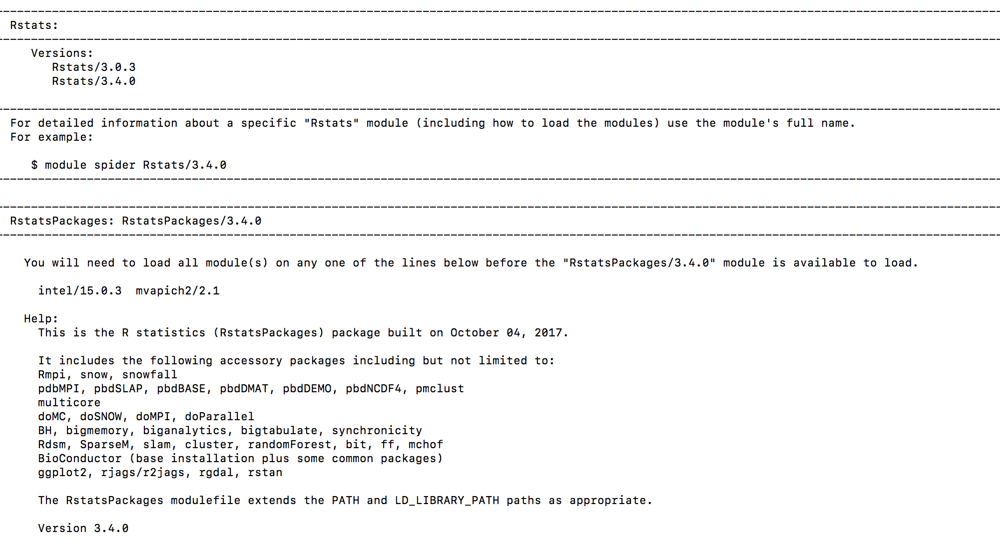 Rstats:
Versions:
Rstats/3.0.3
Rstats/3.4.0
For detailed information about a specific "Rstats" module (including how to load the modules) use the module's full name.
For example:
$ module spider Rstats/3.4.0
RstatsPackages: RstatsPackages/3.4.0
You will need to load all module(s) on any one of the lines below before the "RstatsPackages/3.4.0" module is available to load.
intel/15.0.3  mvapich2/2.1
Help:
This is the R statistics (RstatsPackages) package built on October 04, 2017.
It includes the following accessory packages including but not limited to:
Rmpi, snow, snowfall
pdbMPI, pbdSLAP, pbdBASE, pbdDMAT, pbdDEMO, pbdNCDF4, pmclust
multicore
doMC, doSNOW, doMPI, doParallel
BH, bigmemory, biganalytics, bigtabulate, synchronicity
Rdsm, SparseM, slam, cluster, randomForest, bit, ff, mchof
BioConductor (base installation plus some common packages)
ggplot2, rjags/r2jags, rgdal, rstan
The RstatsPackages modulefile extends the PATH and LD_LIBRARY_PATH paths as appropriate.
Version 3.4.0